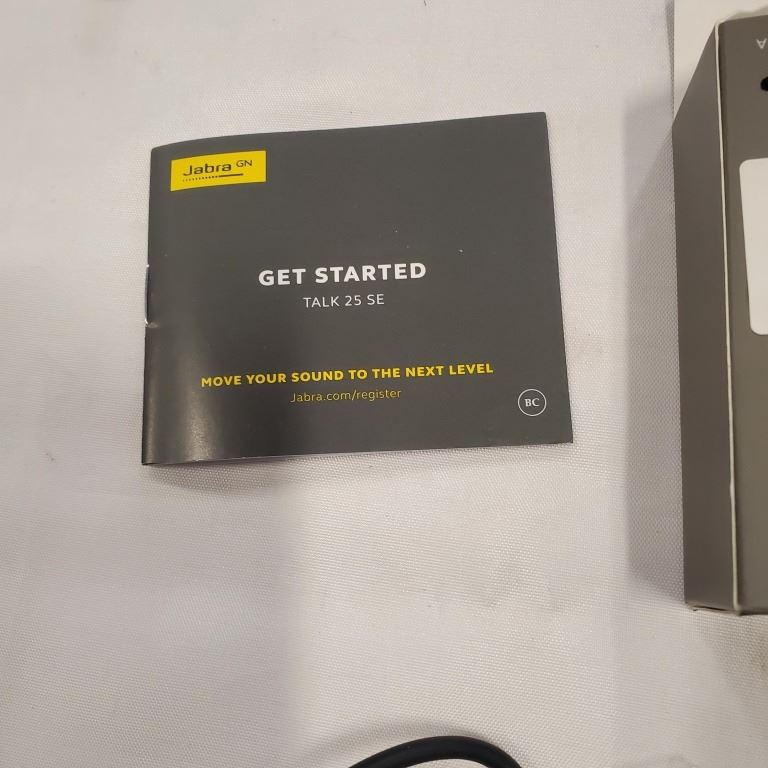 Jabra GN
GET STARTED
TALK 25 SE
MOVE YOUR SOUND TO THE NEXT LEVEL
Jabra.com/register
BC